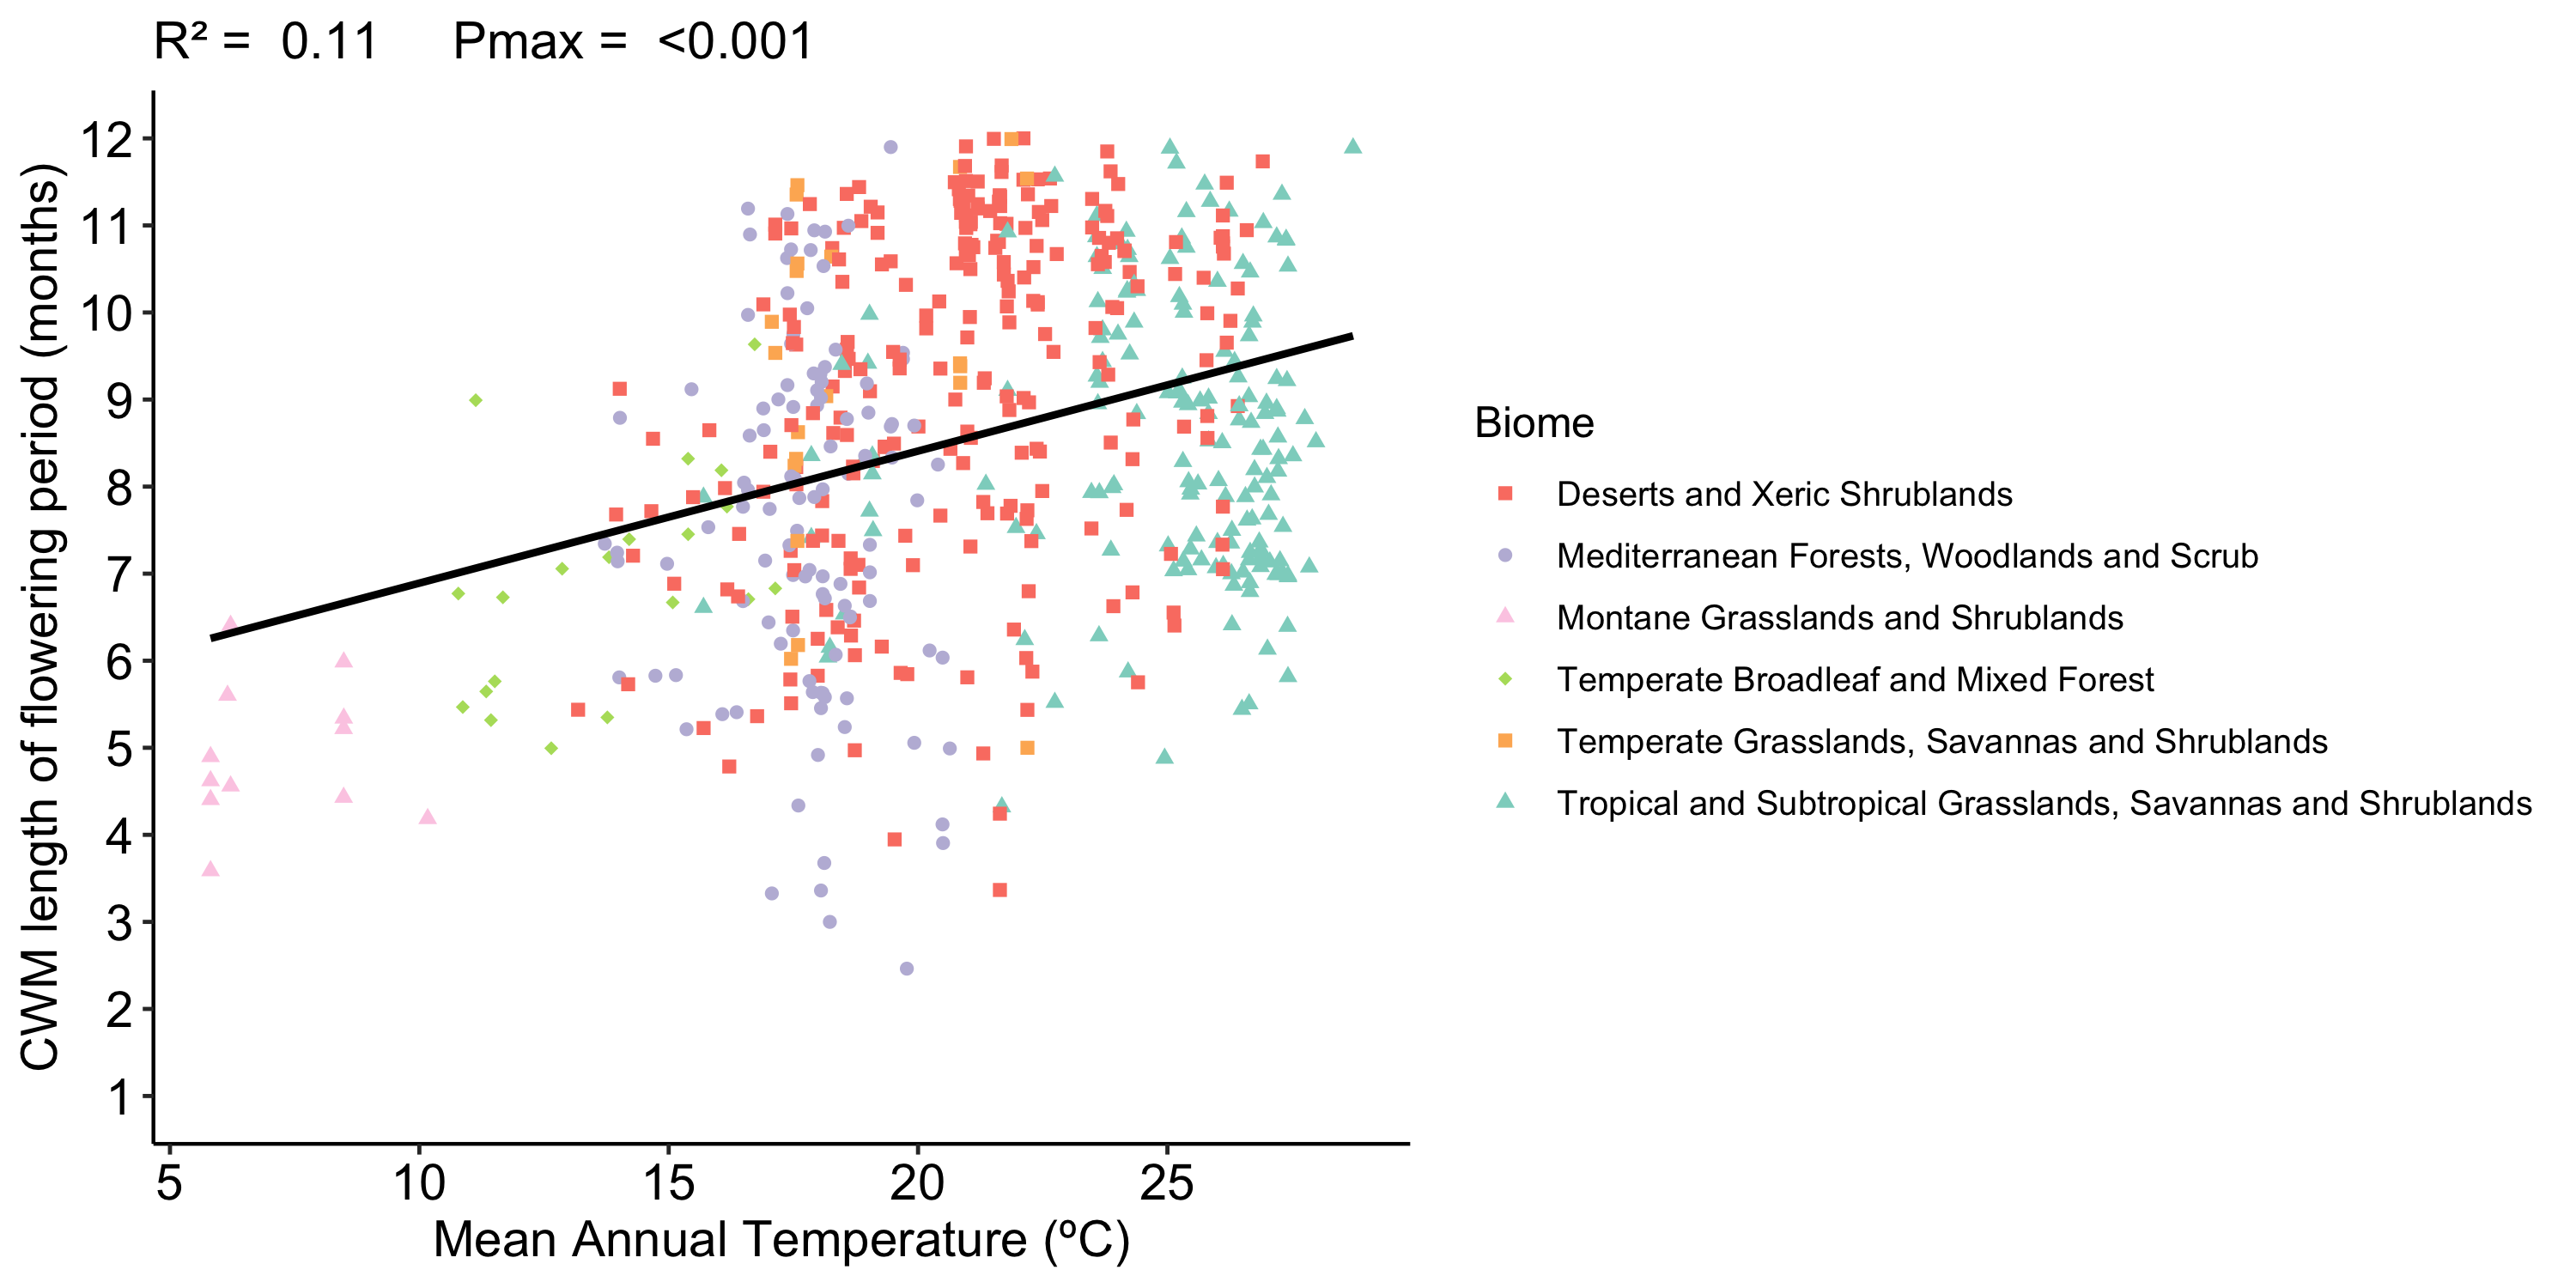 R² = 0.11 Pmax = <0.001
CWM length of flowering period (months)
12
11
10
9
8
7
6
5
4
3
2
1
5 10 15 20 25
Mean Annual Temperature (ºC)
Biome
Deserts and Xeric Shrublands
Mediterranean Forests, Woodlands and Scrub
Montane Grasslands and Shrublands
Temperate Broadleaf and Mixed Forest
Temperate Grasslands, Savannas and Shrublands
Tropical and Subtropical Grasslands, Savannas and Shrublands